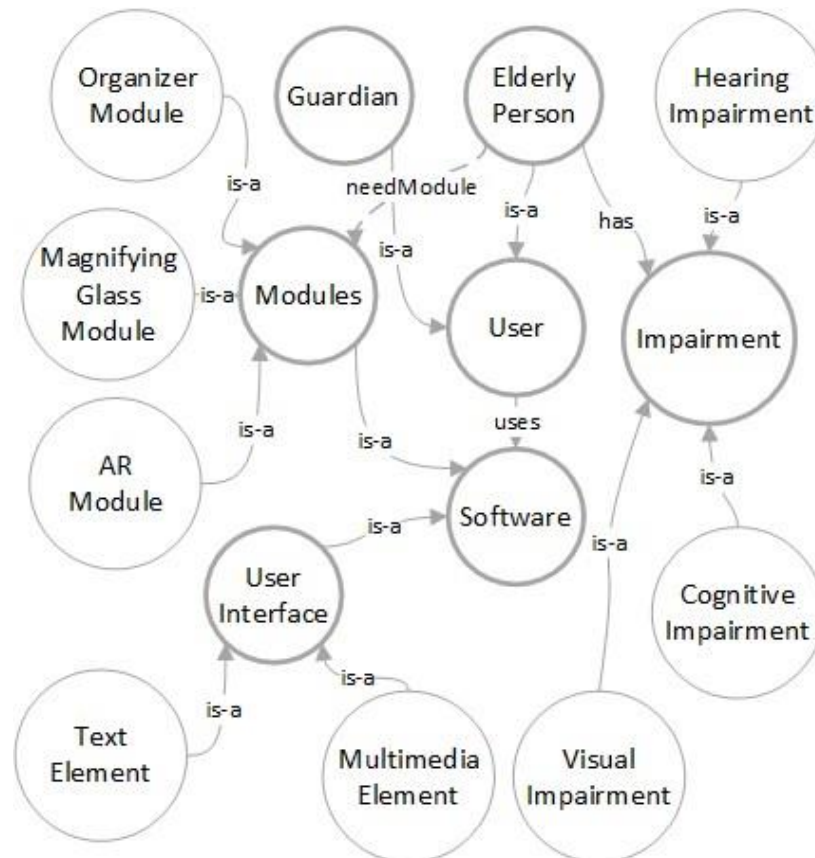 Organizer
Module
Guardian
Elderly
Person
Hearing
Impairment
is-a
needModule
is-a
has
is-a
Magnifying
Glass
Module
is-a
Modules
is-a
User
Impairment
AR
Module
is-a
is-a
uses
Software
is-a
is-a
is-a
User
Interface
Cognitive
Impairment
Text
Element
is-a
is-a
Multimedia
Element
Visual
Impairment